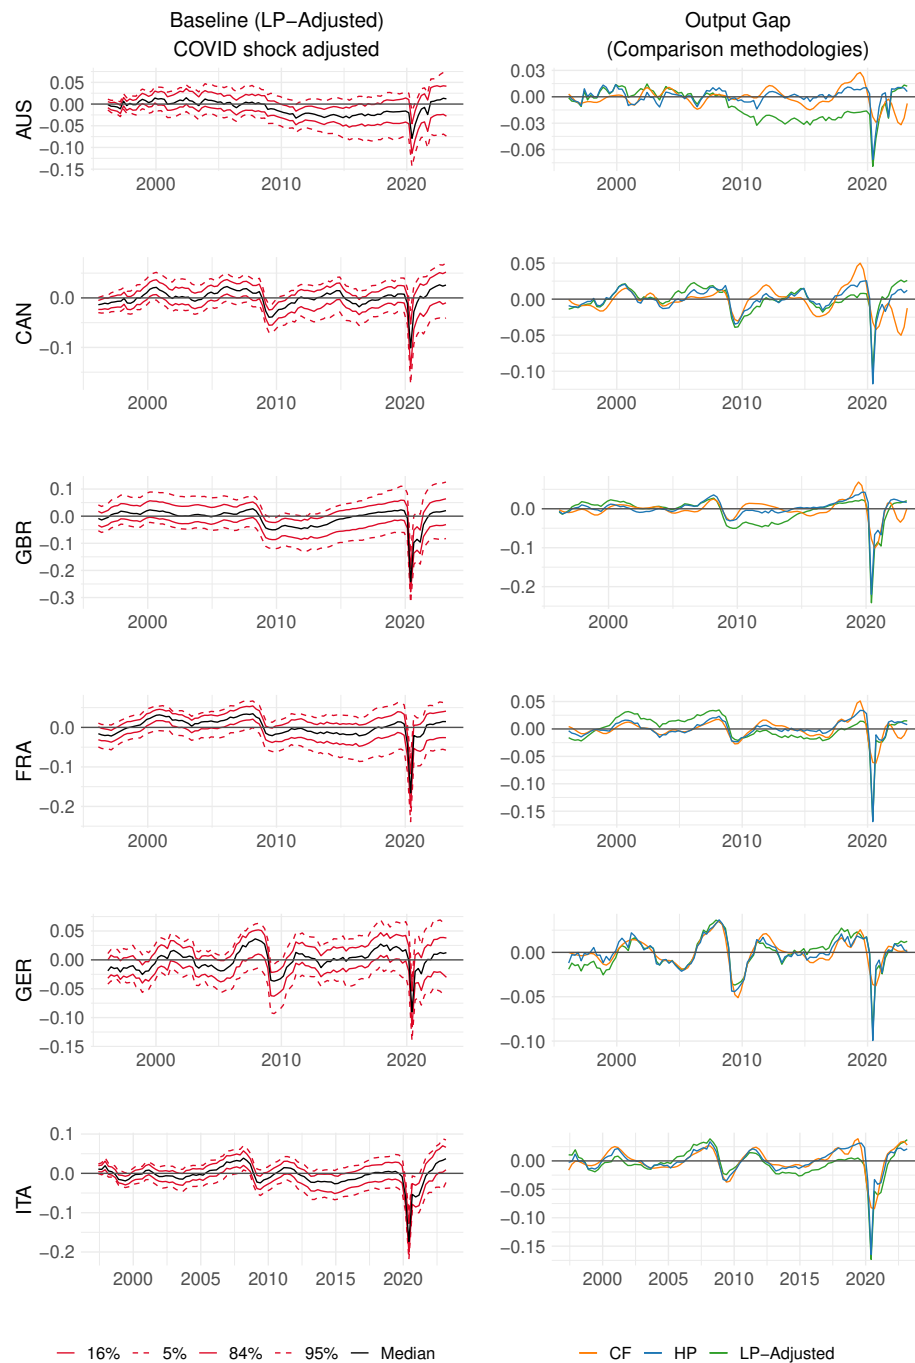 Baseline (LP−Adjusted)
COVID shock adjusted
Output Gap
(Comparison methodologies)
AUS
0.05
0.00
−0.05
−0.10
−0.15
2000 2010 2020
0.03
0.00
−0.03
−0.06
2000 2010 2020
CAN
0.0
−0.1
2000 2010 2020
0.05
0.00
−0.05
−0.10
2000 2010 2020
GBR
0.1
0.0
−0.1
−0.2
−0.3
2000 2010 2020
0.0
−0.1
−0.2
2000 2010 2020
FRA
0.0
−0.1
−0.2
2000 2010 2020
0.05
0.00
−0.05
−0.10
−0.15
2000 2010 2020
GER
0.05
0.00
−0.05
−0.10
−0.15
2000 2010 2020
0.00
−0.05
−0.10
2000 2010 2020
ITA
0.1
0.0
−0.1
−0.2
2000 2005 2010 2015 2020
0.00
−0.05
−0.10
−0.15
2000 2005 2010 2015 2020
16% 5% 84% 95% Median
CF HP LP−Adjusted